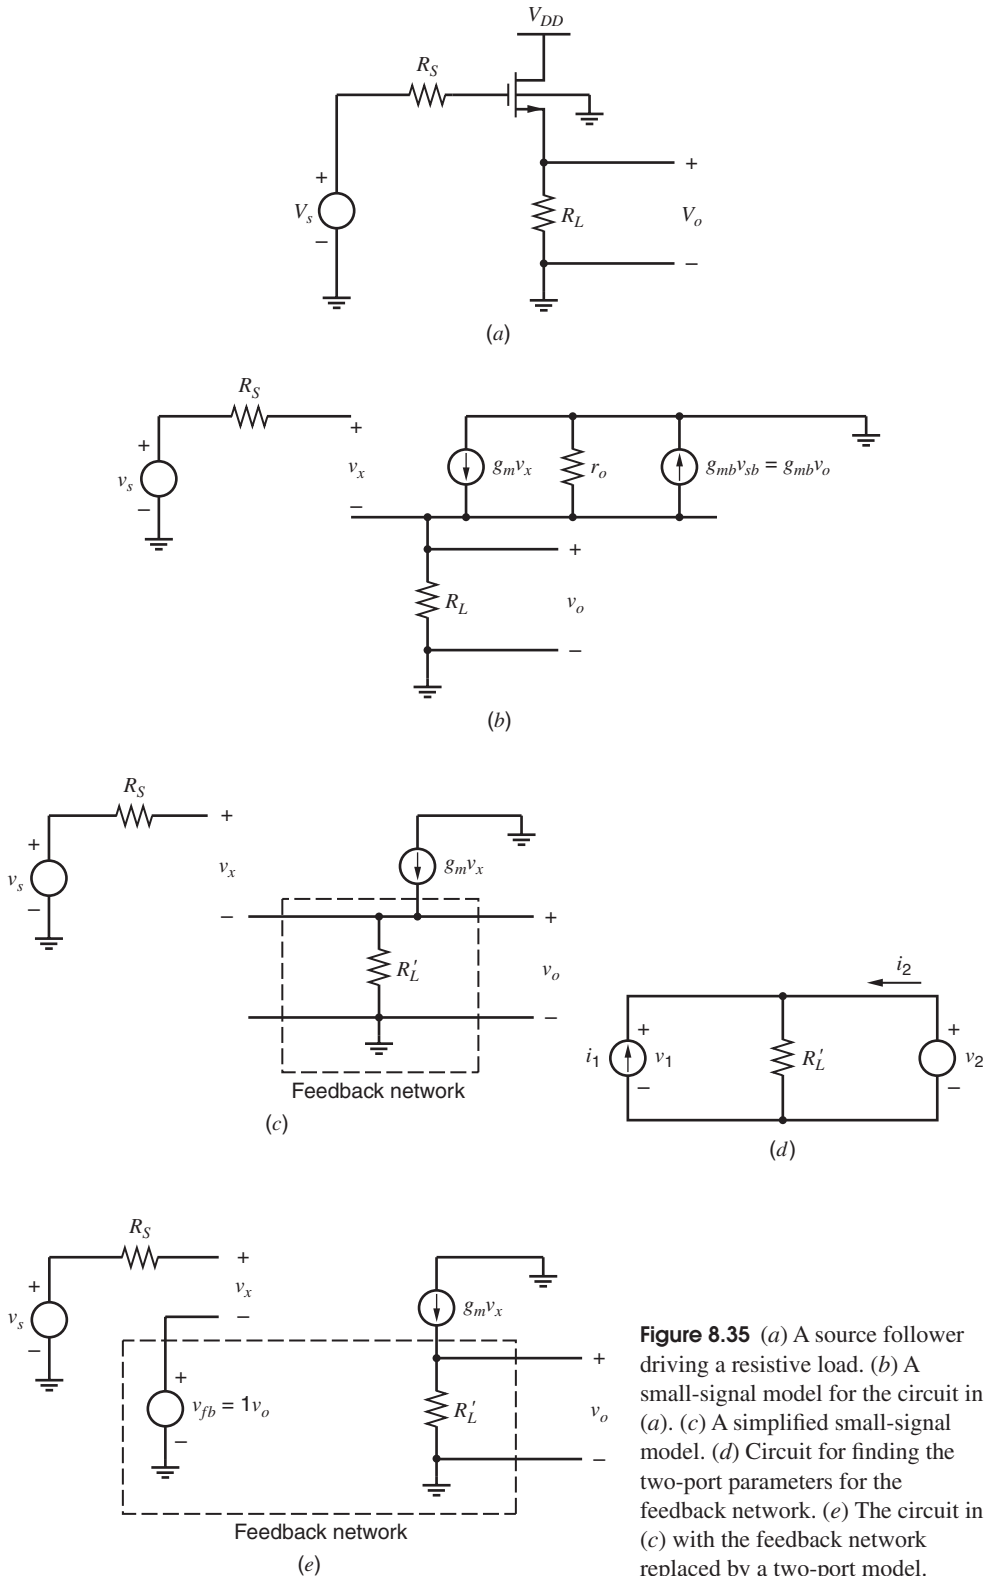 V_DD
R_S
+
V_s
−
+
R_L
V_o
−
(a)
R_S
+
v_s
−
+
v_x
−
g_m v_x
r_o
g_mb v_sb = g_mb v_o
+
R_L
v_o
−
(b)
R_S
+
v_s
−
+
v_x
−
g_m v_x
+
R_L′
v_o
−
Feedback network
(c)
i_2
+
i_1
v_1
−
R_L′
+
v_2
−
(d)
R_S
+
v_s
−
+
v_x
−
g_m v_x
+
v_fb = 1v_o
−
+
R_L′
v_o
−
Feedback network
(e)
Figure 8.35 (a) A source follower
driving a resistive load. (b) A
small-signal model for the circuit in
(a). (c) A simplified small-signal
model. (d) Circuit for finding the
two-port parameters for the
feedback network. (e) The circuit in
(c) with the feedback network
replaced by a two-port model.